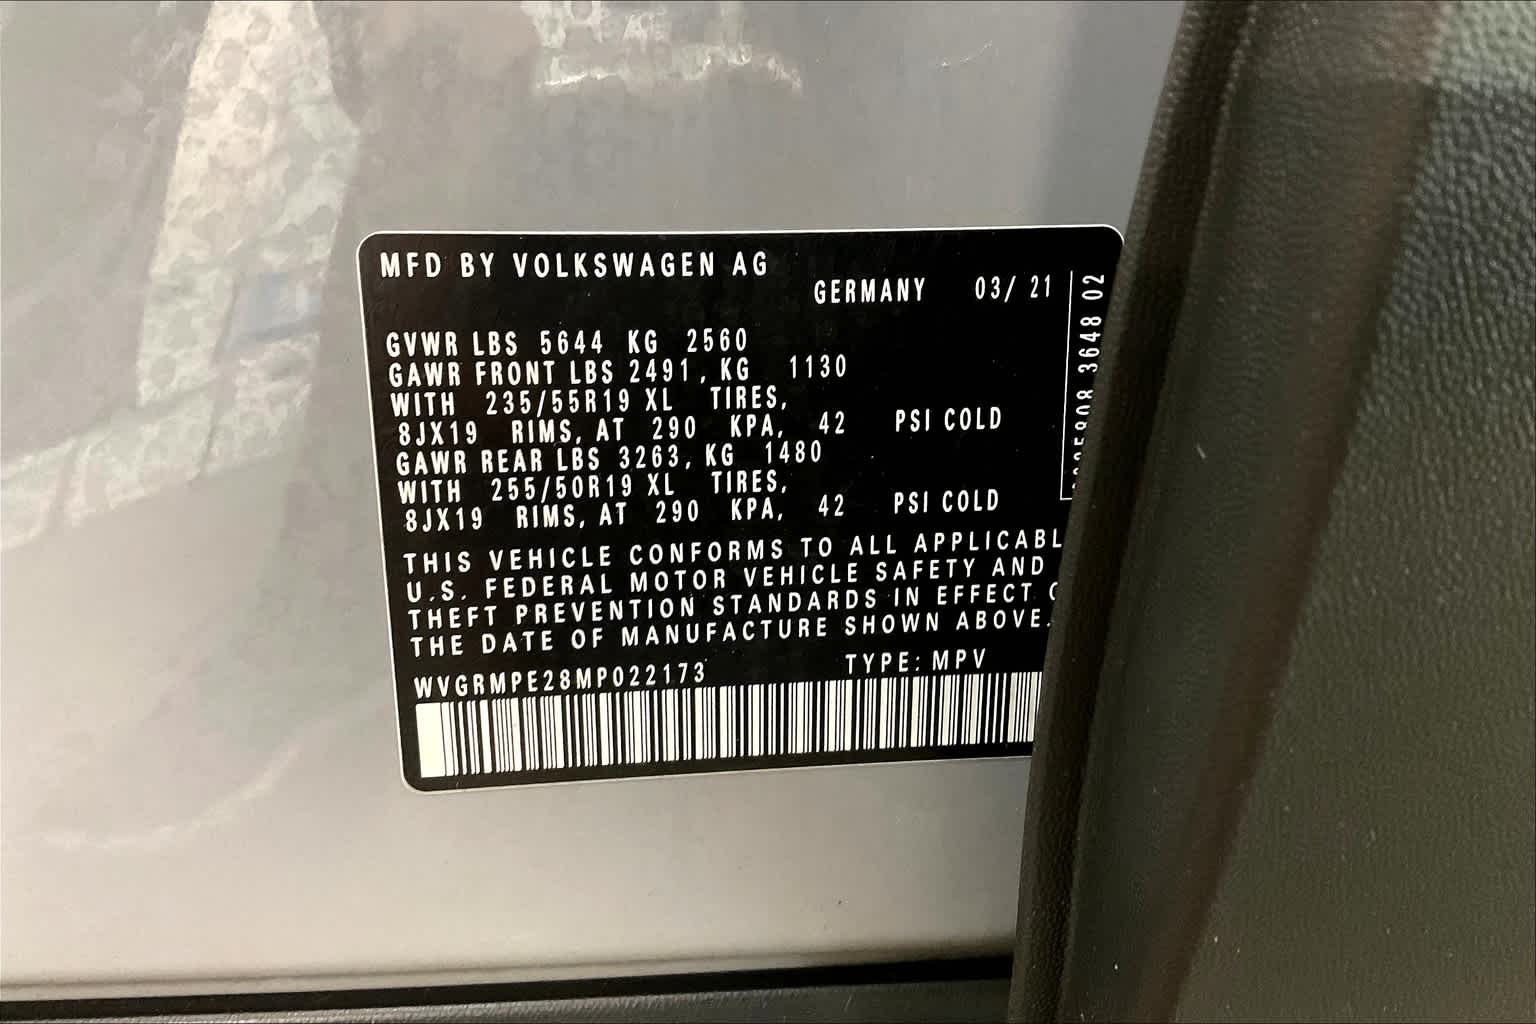 MFD BY VOLKSWAGEN AG
GERMANY 03/ 21
GVWR LBS 5644 KG 2560
GAWR FRONT LBS 2491, KG 1130
WITH 235/55R19 XL TIRES,
8JX19 RIMS, AT 290 KPA, 42 PSI COLD
GAWR REAR LBS 3263, KG 1480
WITH 255/50R19 XL TIRES,
8JX19 RIMS, AT 290 KPA, 42 PSI COLD
THIS VEHICLE CONFORMS TO ALL APPLICABL
U.S. FEDERAL MOTOR VEHICLE SAFETY AND
THEFT PREVENTION STANDARDS IN EFFECT
THE DATE OF MANUFACTURE SHOWN ABOVE.
WVGRMPE28MP022173 TYPE: MPV
3648 02